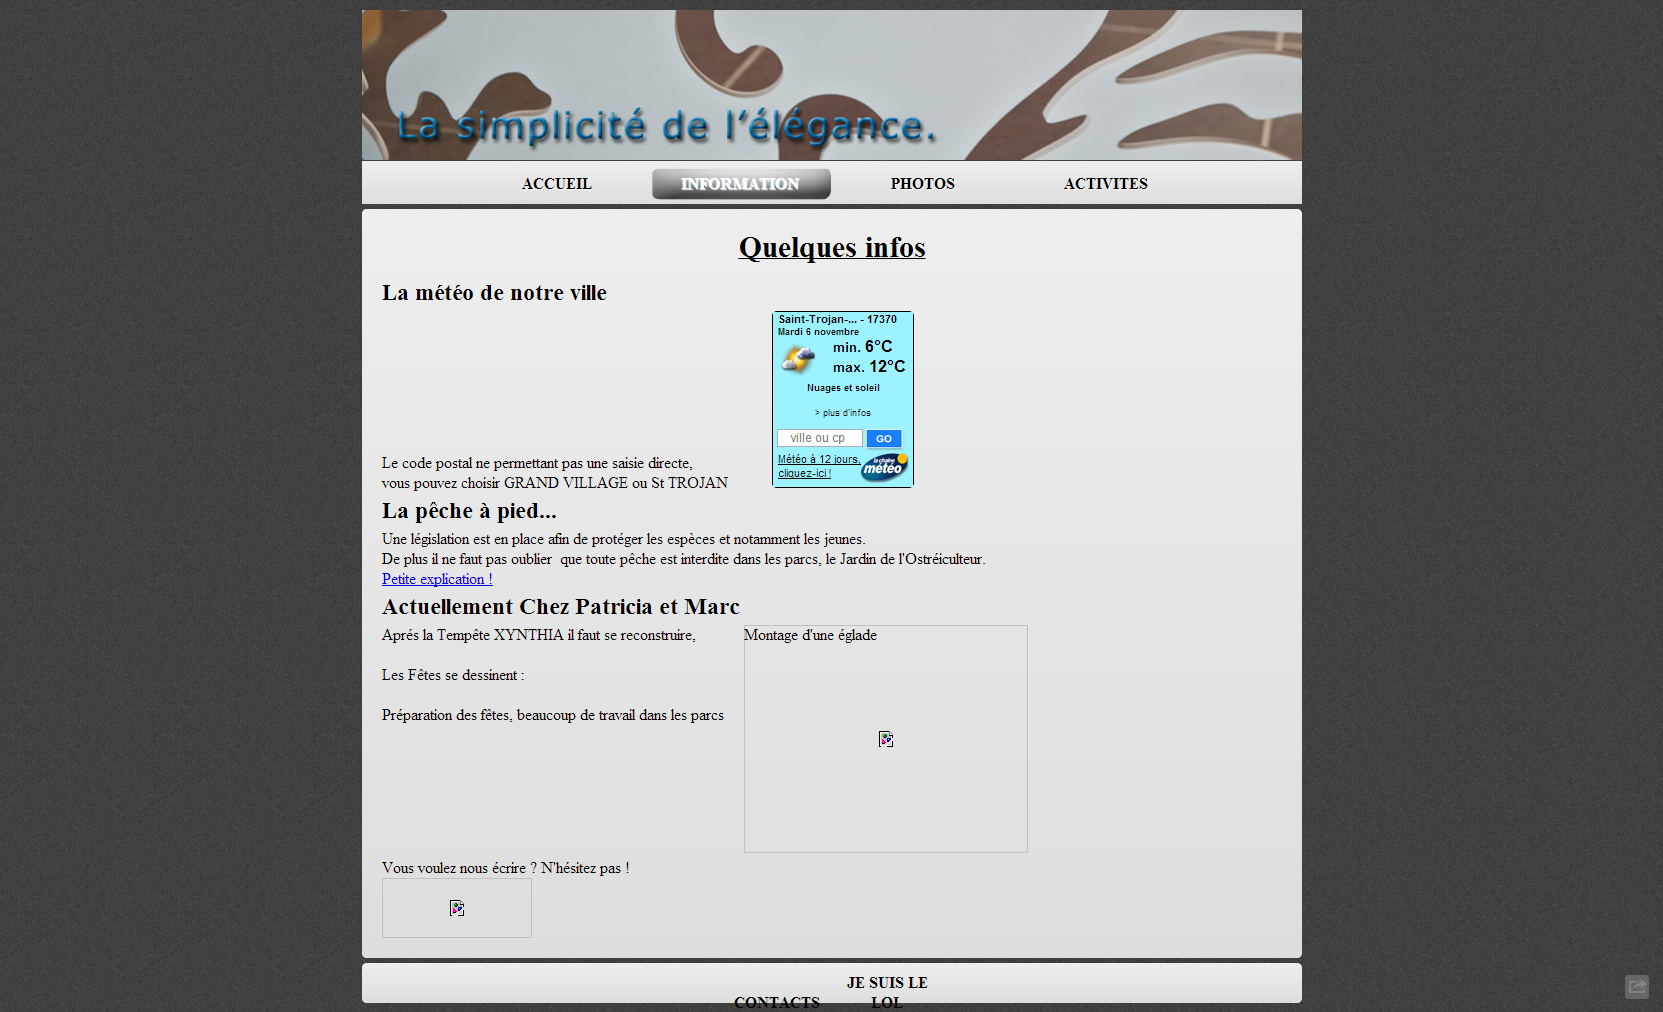 La simplicité de l'élégance.
ACCUEIL INFORMATION PHOTOS ACTIVITES
Quelques infos
La météo de notre ville
Saint-Trojan-... - 17370
Mardi 6 novembre
min. 6°C
max. 12°C
Nuages et soleil
> plus d'infos
ville ou cp GO
Météo à 12 jours,
cliquez-ici !
la chaîne
météo
Le code postal ne permettant pas une saisie directe,
vous pouvez choisir GRAND VILLAGE ou St TROJAN
La pêche à pied...
Une législation est en place afin de protéger les espèces et notamment les jeunes.
De plus il ne faut pas oublier  que toute pêche est interdite dans les parcs, le Jardin de l'Ostréiculteur.
Petite explication !
Actuellement Chez Patricia et Marc
Aprés la Tempête XYNTHIA il faut se reconstruire,
Montage d'une églade
Les Fêtes se dessinent :
Préparation des fêtes, beaucoup de travail dans les parcs
Vous voulez nous écrire ? N'hésitez pas !
JE SUIS LE
CONTACTS LOL